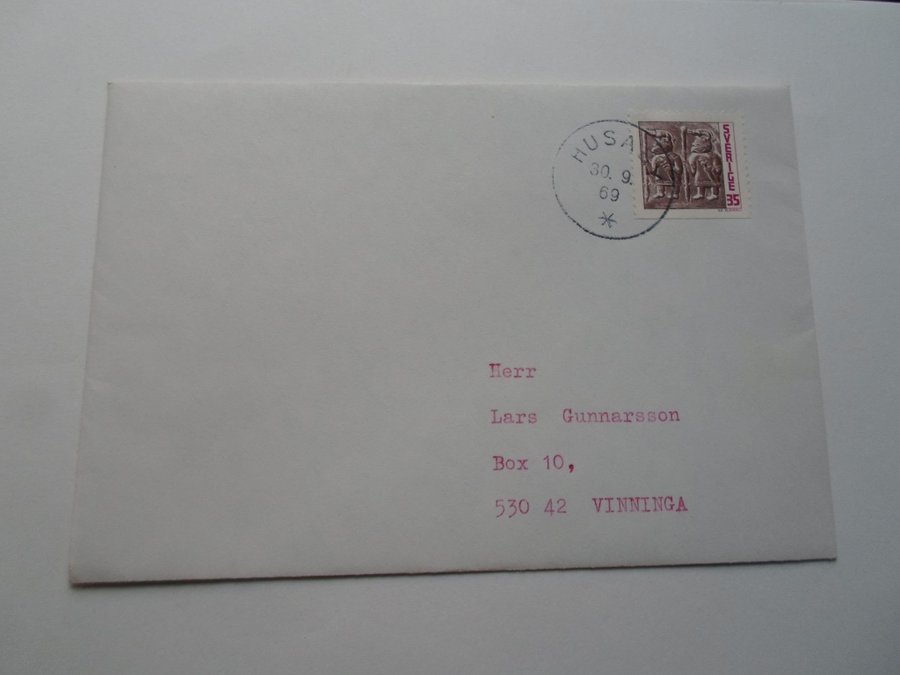 HUSA
30. 9.
69
SVERIGE
35
Herr
Lars Gunnarsson
Box 10,
530 42 VINNINGA